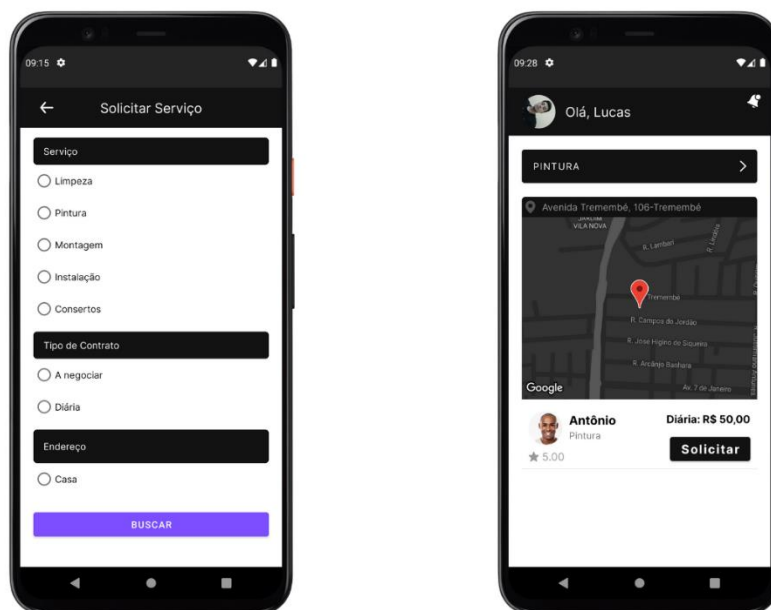 09:15
Solicitar Serviço
Serviço
Limpeza
Pintura
Montagem
Instalação
Consertos
Tipo de Contrato
A negociar
Diária
Endereço
Casa
BUSCAR
09:28
Olá, Lucas
PINTURA
Avenida Tremembé, 106-Tremembé
JARDIM
VILA NOVA
R. Lambari
Tremembé
R. Campos do Jordão
R. José Higino de Siqueira
R. Arcânjo Banhara
Av. 7 de Janeiro
Google
Antônio
Diária: R$ 50,00
Pintura
5.00
Solicitar